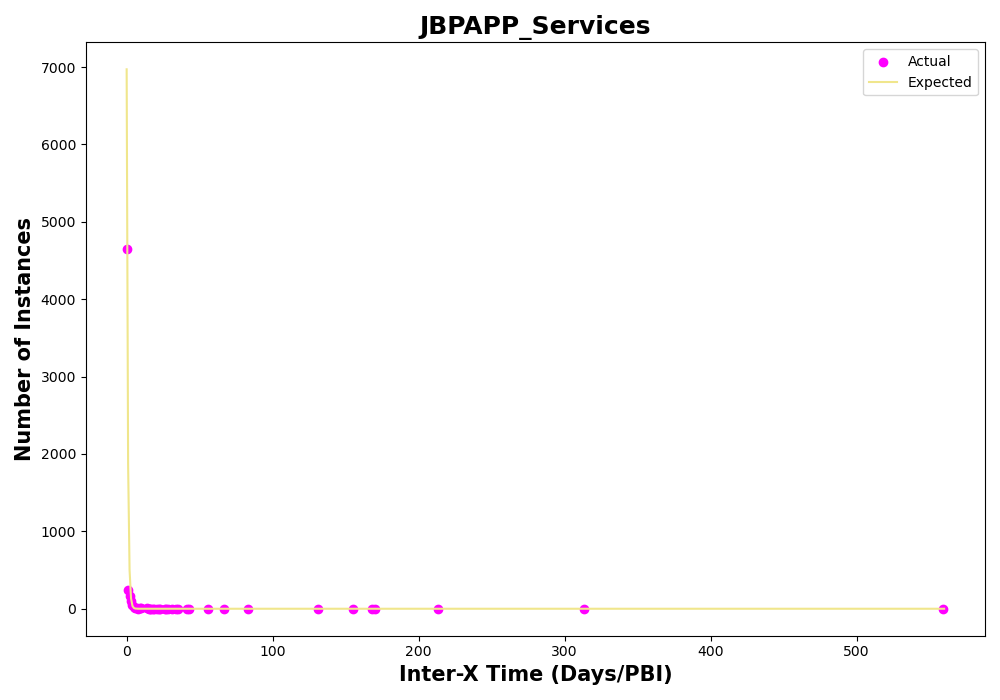 JBPAPP_Services
Actual
Expected
7000
6000
5000
4000
3000
2000
1000
0
Number of Instances
0 100 200 300 400 500
Inter-X Time (Days/PBI)